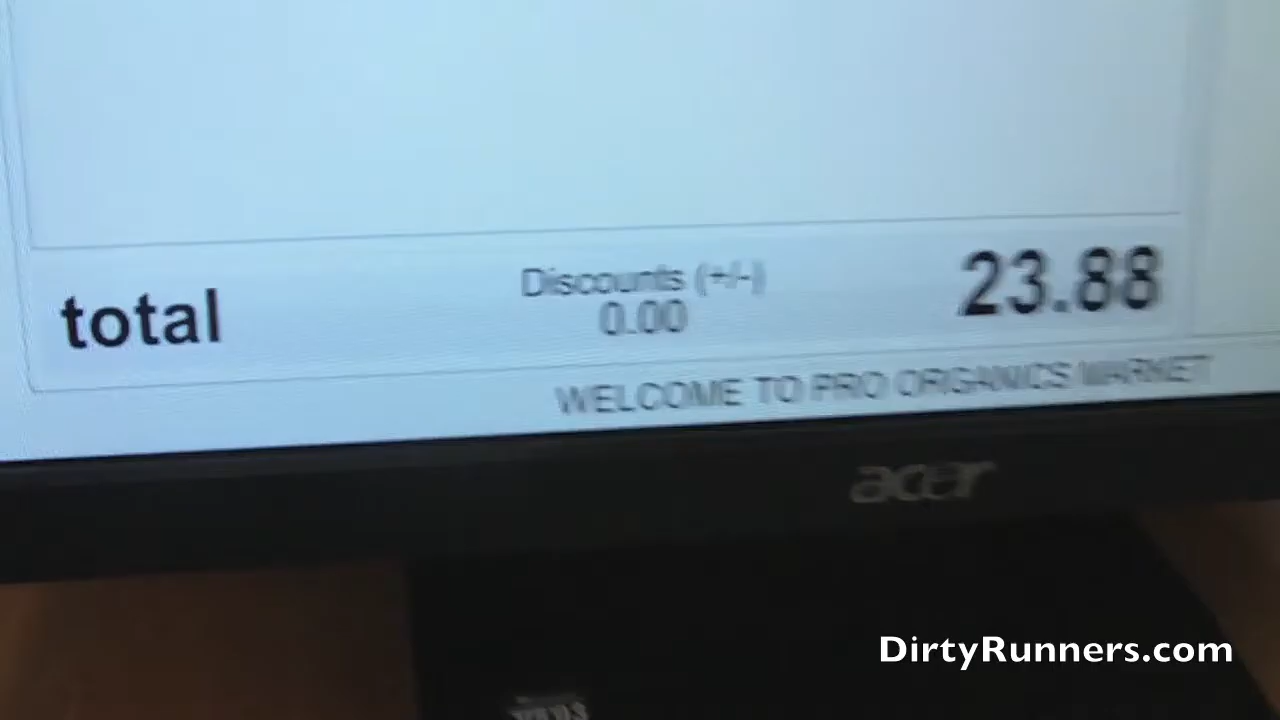 total
Discounts (+/-)
0.00
23.88
WELCOME TO PRO ORGANICS MARKET
acer
DirtyRunners.com